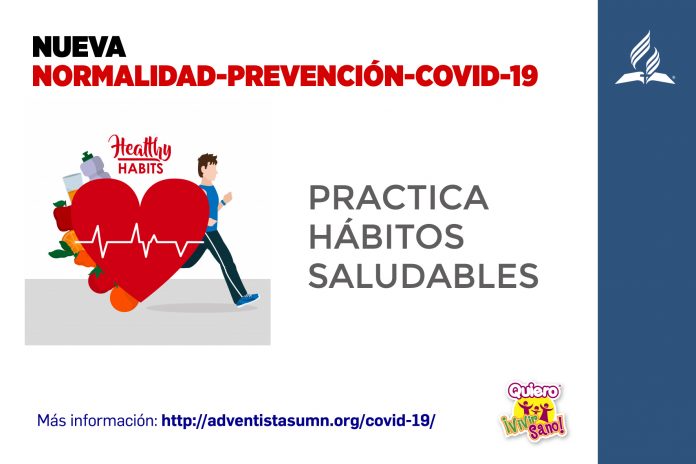 NUEVA
NORMALIDAD-PREVENCIÓN-COVID-19
Healthy
HABITS
PRACTICA
HÁBITOS
SALUDABLES
Más información: http://adventistasumn.org/covid-19/
Quiero
¡Vivir
Sano!